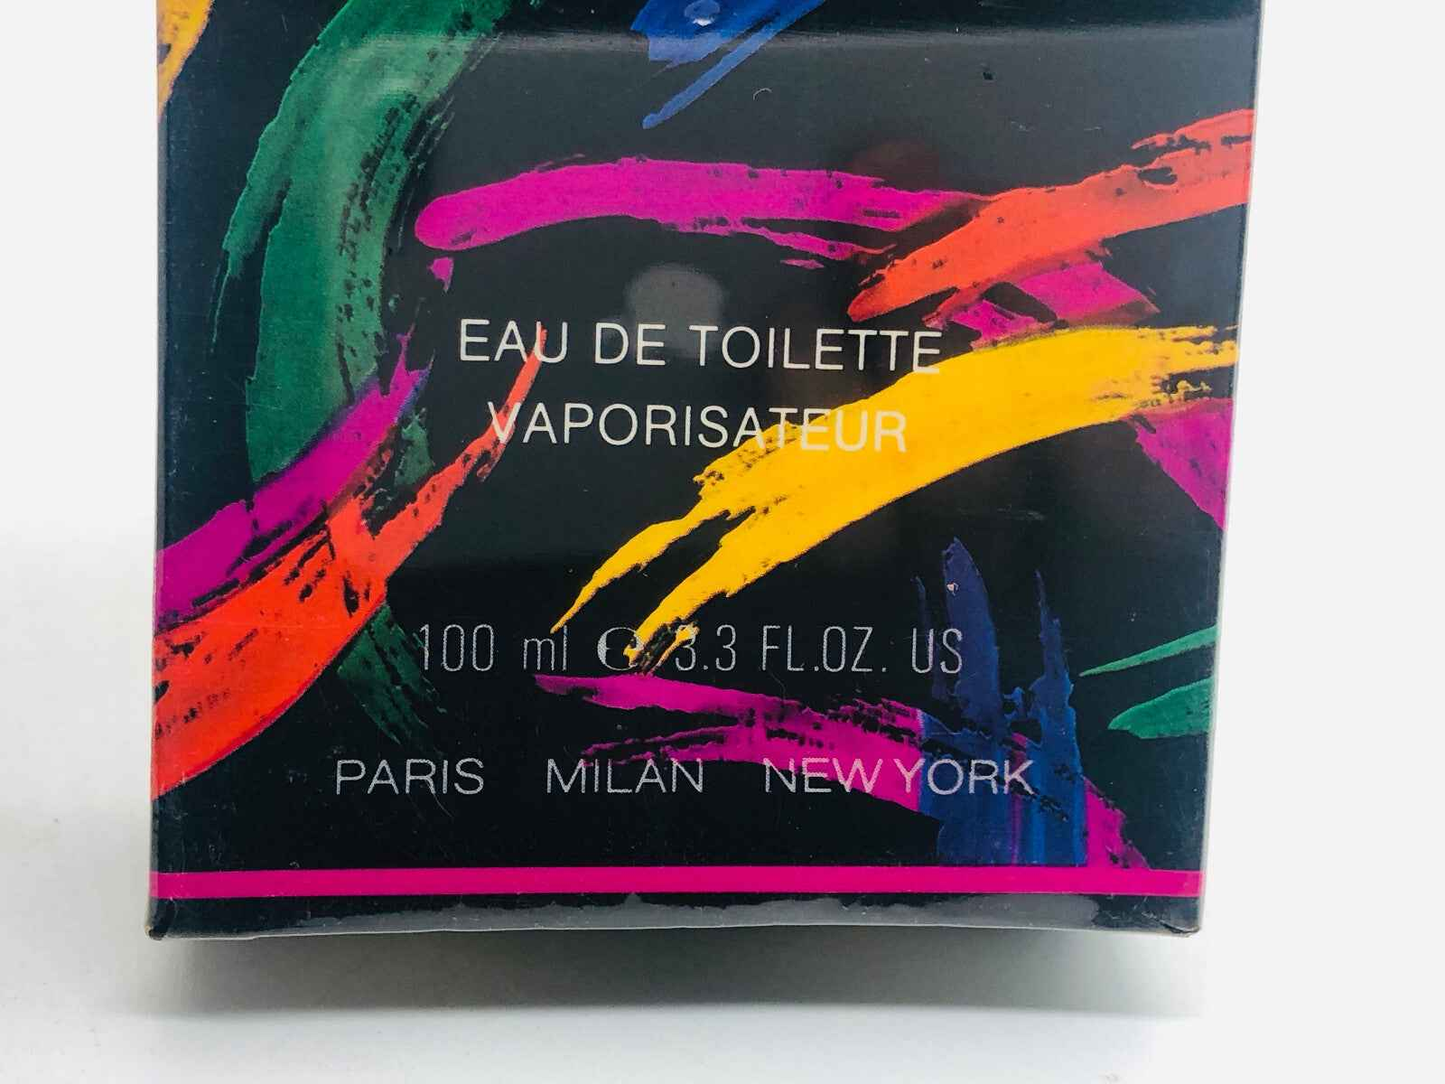 EAU DE TOILETTE
VAPORISATEUR
100 ml ℮ 3.3 FL.OZ. US
PARIS MILAN NEW YORK